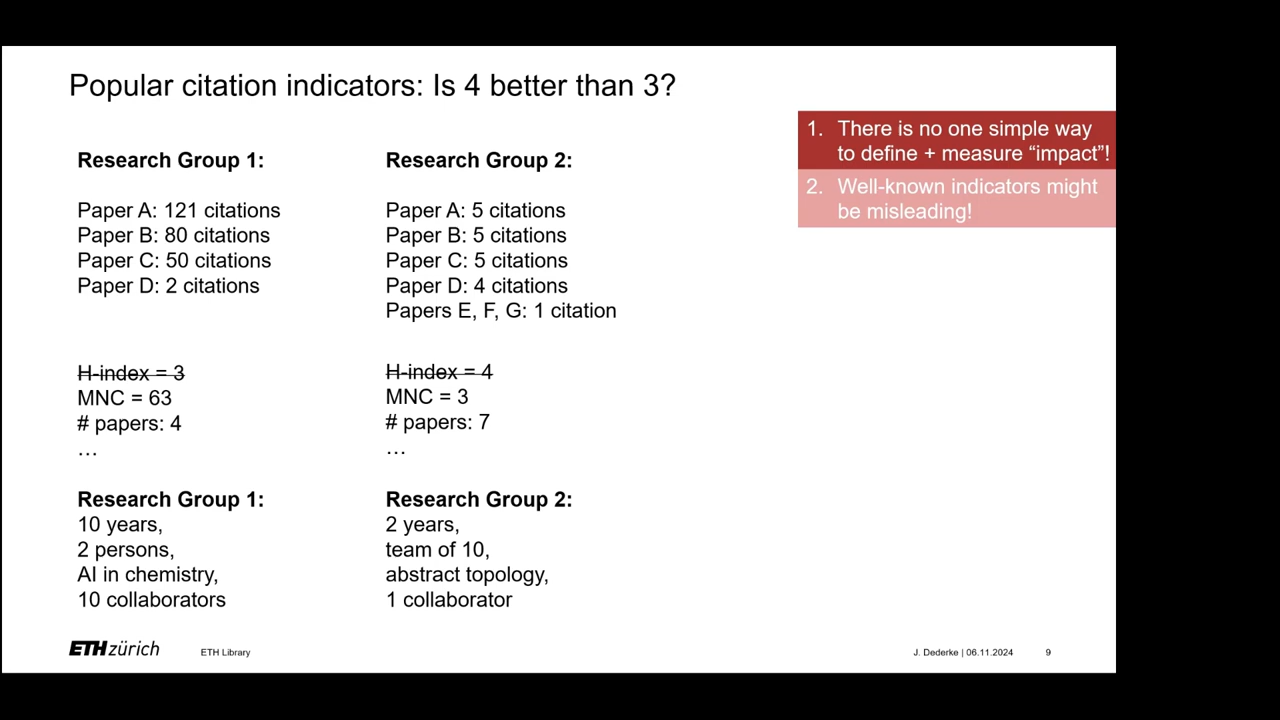 Popular citation indicators: Is 4 better than 3?
1. There is no one simple way
to define + measure “impact”!
2. Well-known indicators might
be misleading!
Research Group 1:
Paper A: 121 citations
Paper B: 80 citations
Paper C: 50 citations
Paper D: 2 citations
H-index = 3
MNC = 63
# papers: 4
…
Research Group 2:
Paper A: 5 citations
Paper B: 5 citations
Paper C: 5 citations
Paper D: 4 citations
Papers E, F, G: 1 citation
H-index = 4
MNC = 3
# papers: 7
…
Research Group 1:
10 years,
2 persons,
AI in chemistry,
10 collaborators
Research Group 2:
2 years,
team of 10,
abstract topology,
1 collaborator
ETH zürich
ETH Library
J. Dederke | 06.11.2024
9